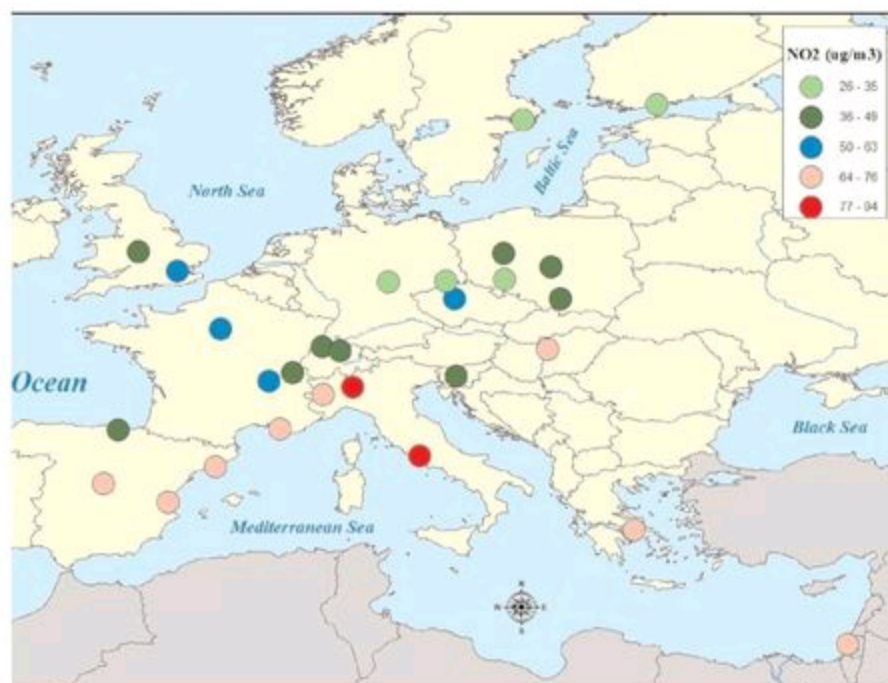 NO2 (ug/m3)
26 - 35
36 - 49
50 - 63
64 - 76
77 - 94
North Sea
Baltic Sea
Ocean
Black Sea
Mediterranean Sea
N
W
E
S